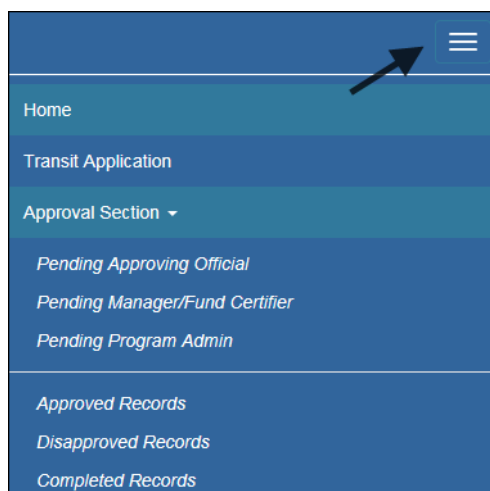 Home
Transit Application
Approval Section
Pending Approving Official
Pending Manager/Fund Certifier
Pending Program Admin
Approved Records
Disapproved Records
Completed Records